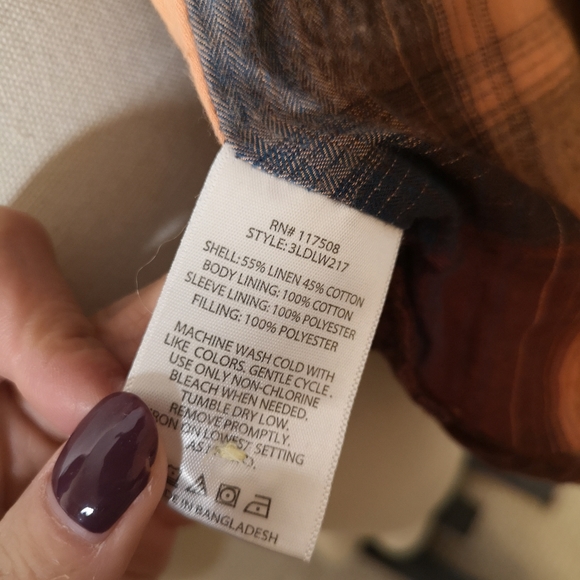 RN# 117508
STYLE: 3LDLW217
SHELL: 55% LINEN 45% COTTON
BODY LINING: 100% COTTON
SLEEVE LINING: 100% POLYESTER
FILLING: 100% POLYESTER
MACHINE WASH COLD WITH
LIKE COLORS. GENTLE CYCLE.
USE ONLY NON-CHLORINE
BLEACH WHEN NEEDED.
TUMBLE DRY LOW.
REMOVE PROMPTLY.
IRON ON LOWEST SETTING
IN BANGLADESH